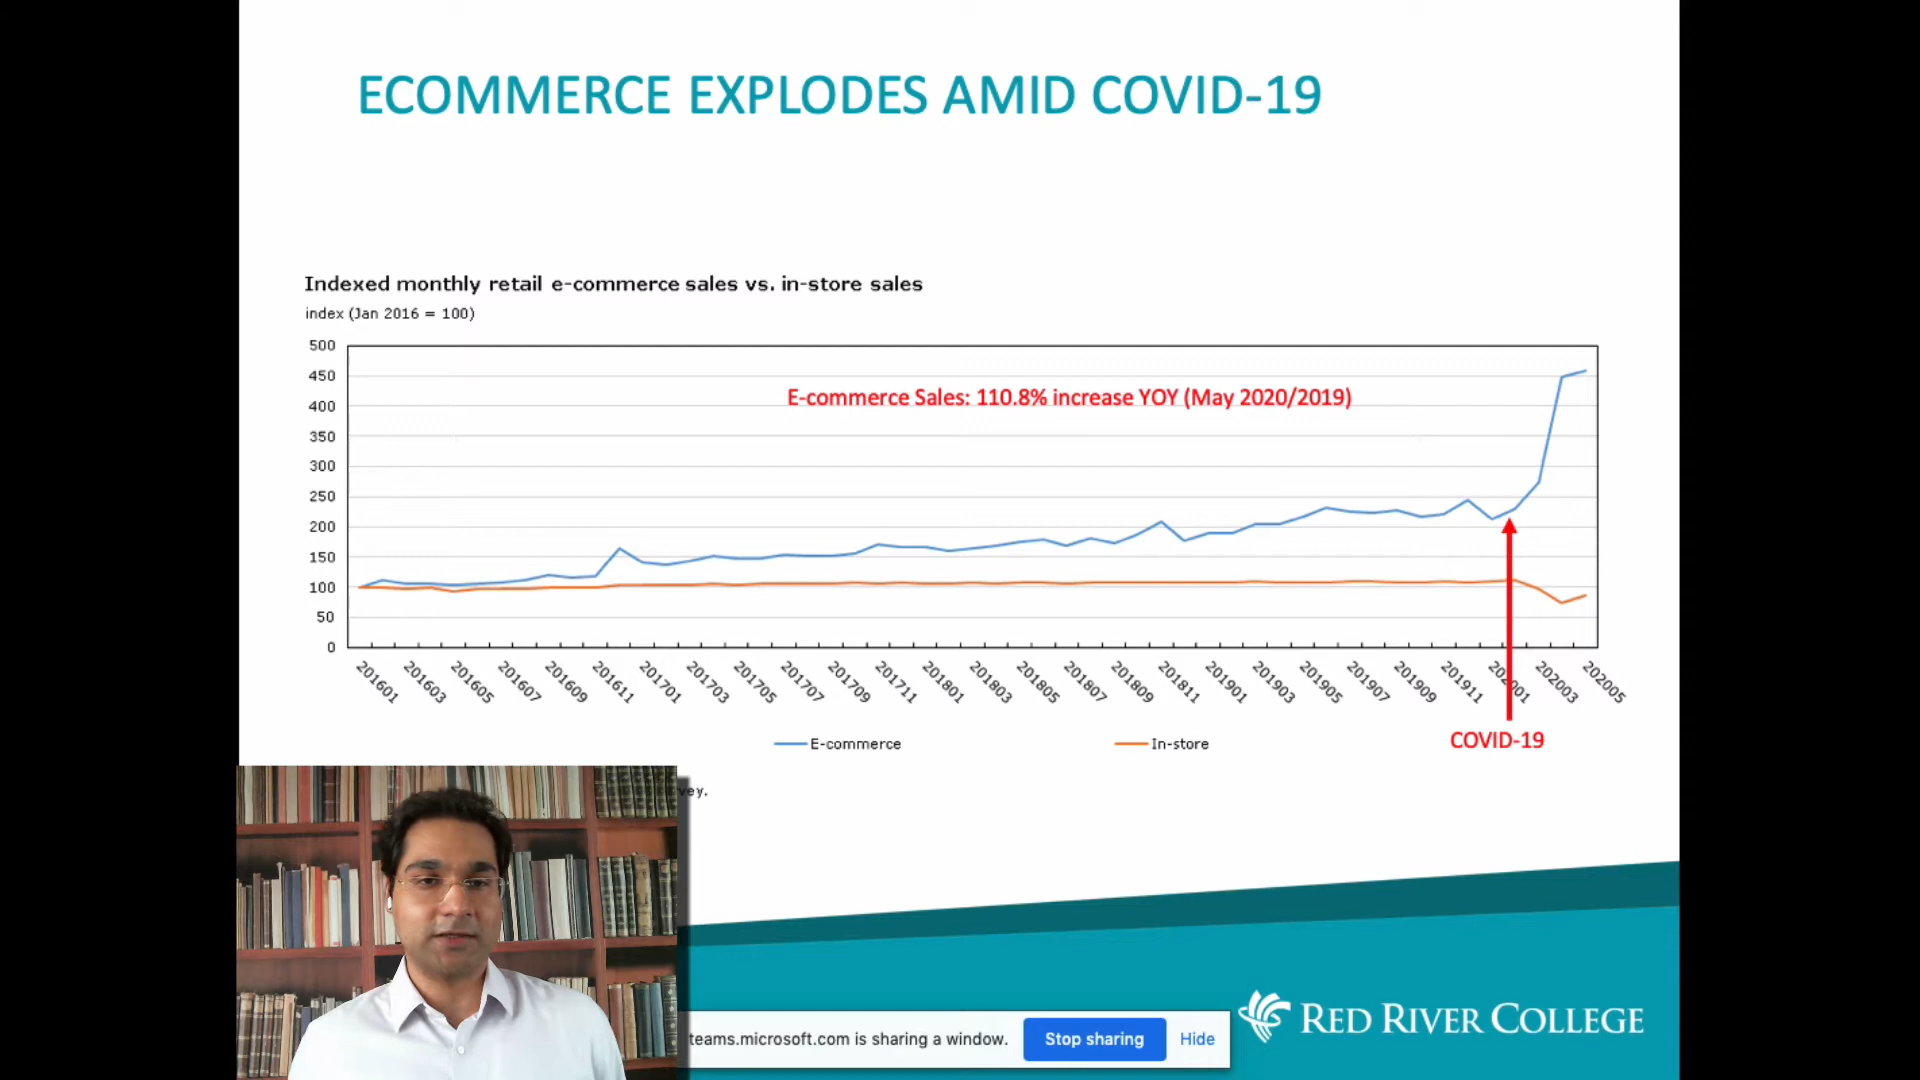 ECOMMERCE EXPLODES AMID COVID-19
Indexed monthly retail e-commerce sales vs. in-store sales
index (Jan 2016 = 100)
500
450
E-commerce Sales: 110.8% increase YOY (May 2020/2019)
400
350
300
250
200
150
100
50
0
201601 201603 201605 201607 201609 201611 201701 201703 201705 201707 201709 201711 201801 201803 201805 201807 201809 201811 201901 201903 201905 201907 201909 201911 202001 202003 202005
E-commerce In-store
COVID-19
vey.
RED RIVER COLLEGE
teams.microsoft.com is sharing a window. Stop sharing Hide